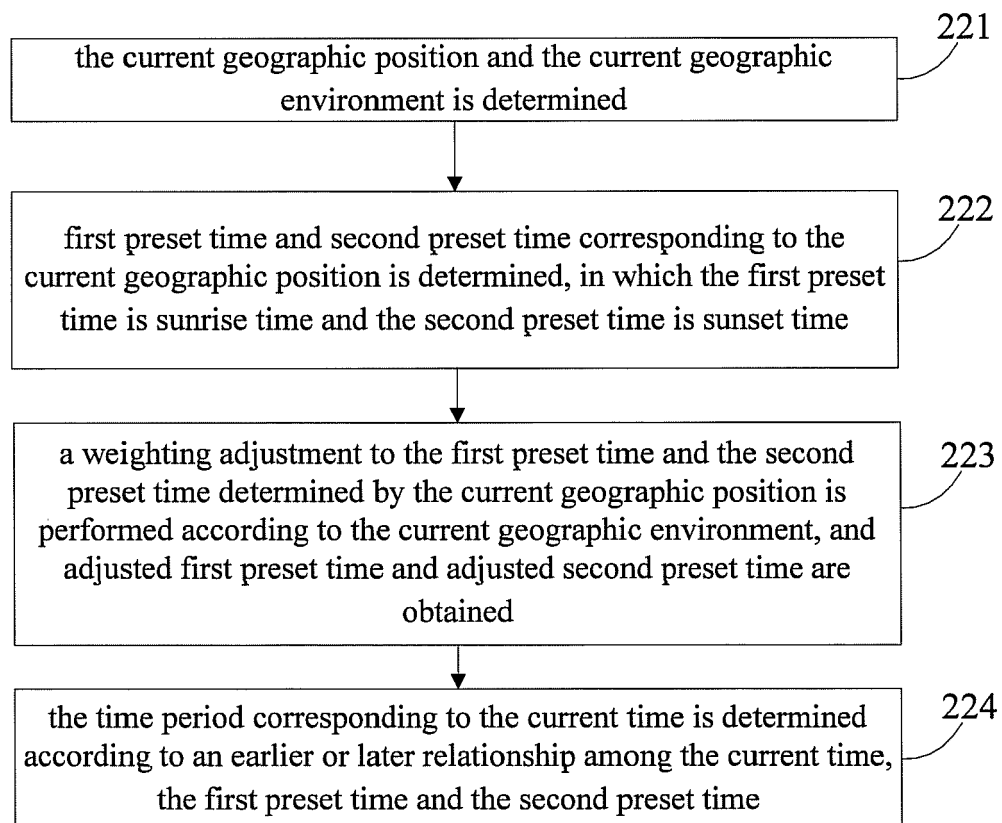 221
the current geographic position and the current geographic
environment is determined
222
first preset time and second preset time corresponding to the
current geographic position is determined, in which the first preset
time is sunrise time and the second preset time is sunset time
223
a weighting adjustment to the first preset time and the second
preset time determined by the current geographic position is
performed according to the current geographic environment, and
adjusted first preset time and adjusted second preset time are
obtained
224
the time period corresponding to the current time is determined
according to an earlier or later relationship among the current time,
the first preset time and the second preset time